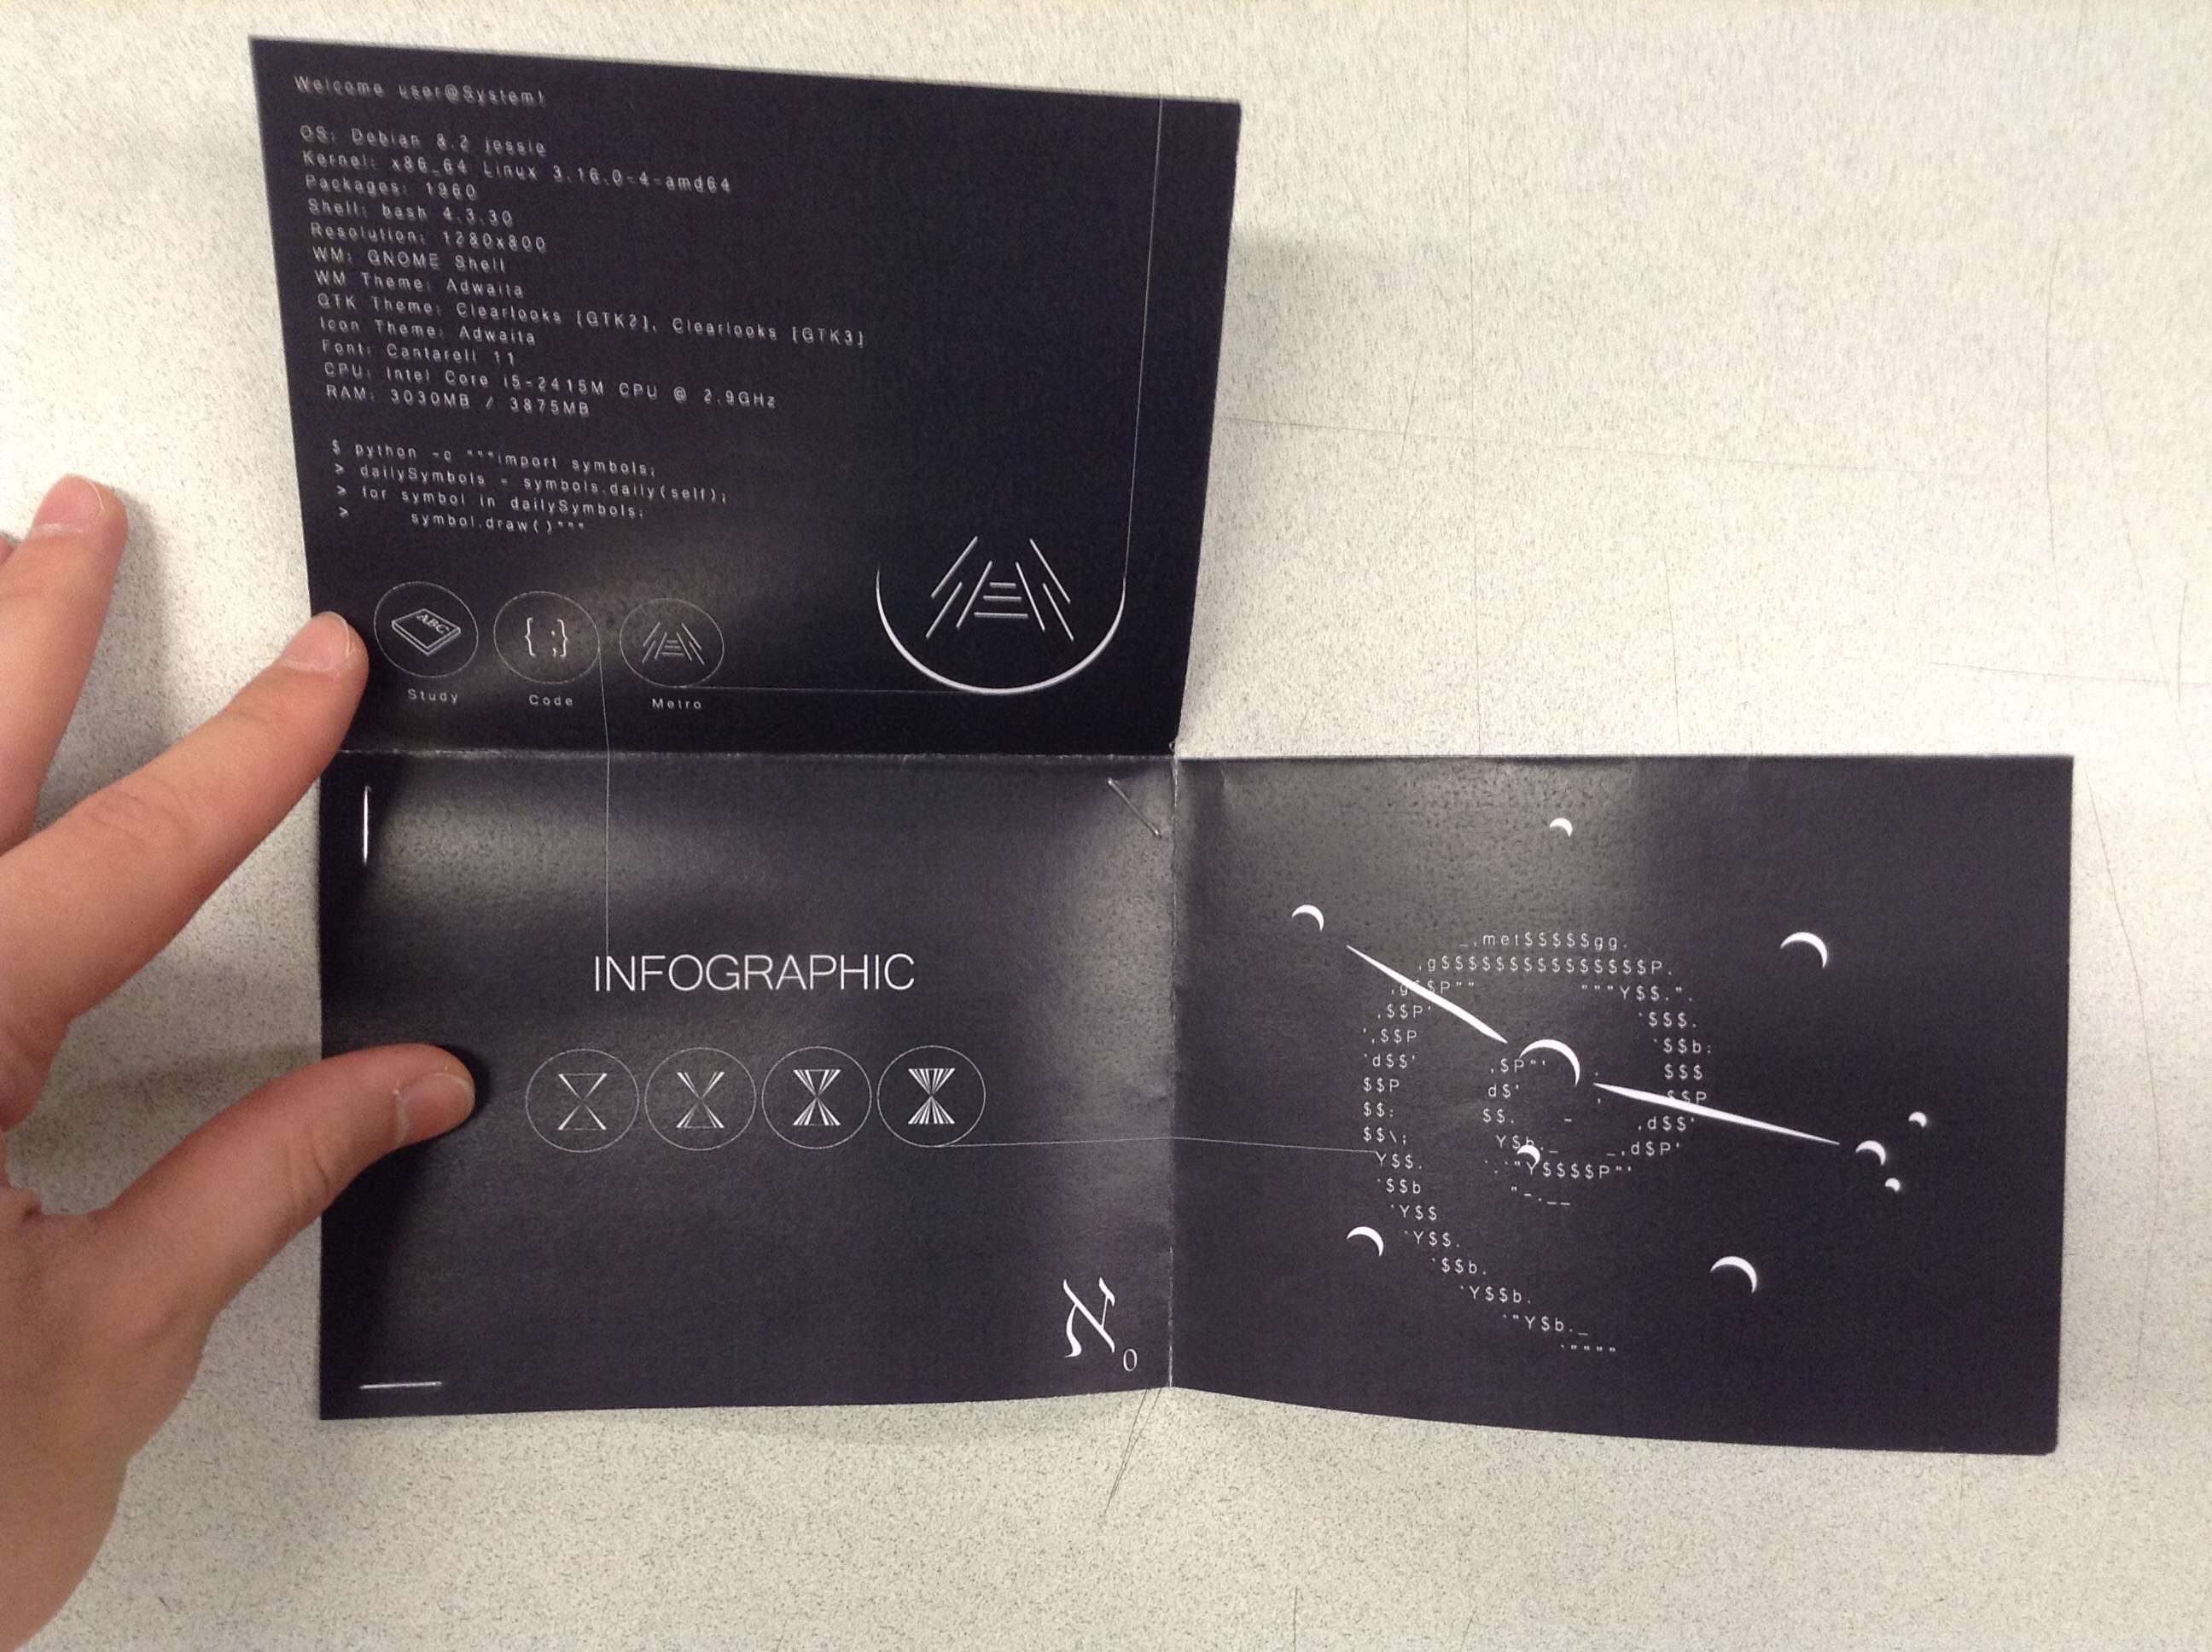 Welcome user@System!
OS: Debian 8.2 jessie
Kernel: x86_64 Linux 3.16.0-4-amd64
Packages: 1960
Shell: bash 4.3.30
Resolution: 1280x800
WM: GNOME Shell
WM Theme: Adwaita
GTK Theme: Clearlooks [GTK2], Clearlooks [GTK3]
Icon Theme: Adwaita
Font: Cantarell 11
CPU: Intel Core i5-2415M CPU @ 2.9GHz
RAM: 3030MB / 3875MB
$ python -c """import symbols;
> dailySymbols = symbols.daily(self);
> for symbol in dailySymbols:
>     symbol.draw()"""
ABC
{ ; }
Study
Code
Metro
INFOGRAPHIC
ℵ0
_,met$$$$$gg.
,g$$$$$$$$$$$$$$$P.
,g$$P""       """Y$$.".
,$$P'              `$$$.
',$$P       ,$P"'     `$$b:
`d$$'     d$'     ,    $$$
$$P      $$.   -    ,d$$'
$$:      Y$b._   _,d$P'
$$\;     `.`"Y$$$$P"'
Y$$.      "-.__
`$$b
`Y$$
`Y$$.
`$$b.
`Y$$b.
`"Y$b._
`""""